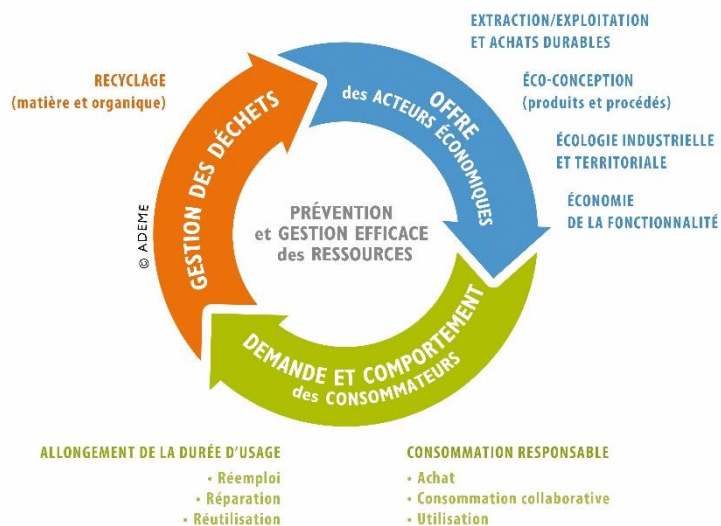 EXTRACTION/EXPLOITATION
ET ACHATS DURABLES
RECYCLAGE
(matière et organique)
ÉCO-CONCEPTION
(produits et procédés)
ÉCOLOGIE INDUSTRIELLE
ET TERRITORIALE
ÉCONOMIE
DE LA FONCTIONNALITÉ
OFFRE
des ACTEURS ÉCONOMIQUES
GESTION DES DÉCHETS
© ADEME
PRÉVENTION
et GESTION EFFICACE
des RESSOURCES
DEMANDE ET COMPORTEMENT
des CONSOMMATEURS
ALLONGEMENT DE LA DURÉE D'USAGE
• Réemploi
• Réparation
• Réutilisation
CONSOMMATION RESPONSABLE
• Achat
• Consommation collaborative
• Utilisation